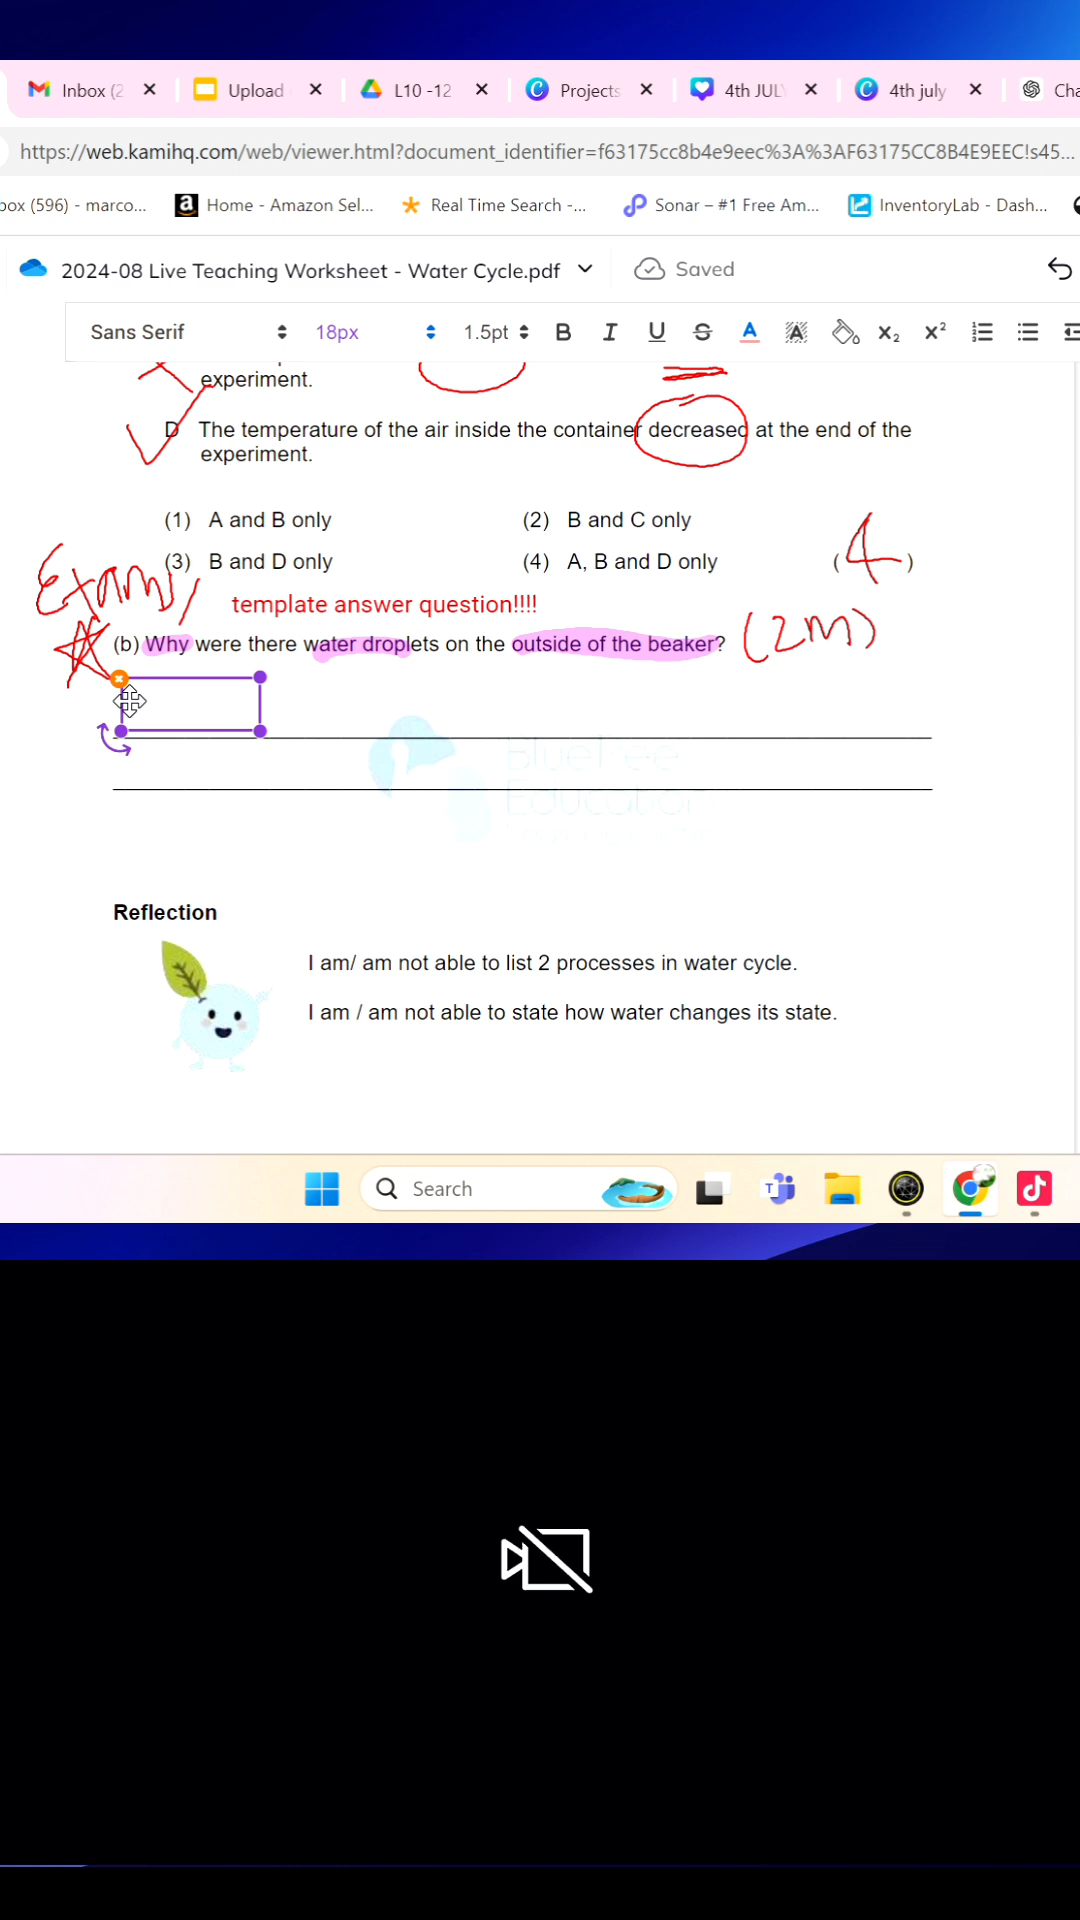 Inbox (2
Upload
L10 -12
Projects
4th JUL
4th july
Cha
https://web.kamihq.com/web/viewer.html?document_identifier=f63175cc8b4e9eec%3A%3AF63175CC8B4E9EEC!s45...
box (596) - marco...
Home - Amazon Sel...
Real Time Search -...
Sonar – #1 Free Am...
InventoryLab - Dash...
2024-08 Live Teaching Worksheet - Water Cycle.pdf
Saved
Sans Serif
18px
1.5pt
B I U S A A X₂ X²
experiment.
D The temperature of the air inside the container decreased at the end of the
experiment.
(1) A and B only (2) B and C only
(3) B and D only (4) A, B and D only ( 4 )
Exam
template answer question!!!!
(b) Why were there water droplets on the outside of the beaker? (2m)
BlueTree
Education
Reflection
I am/ am not able to list 2 processes in water cycle.
I am / am not able to state how water changes its state.
Search